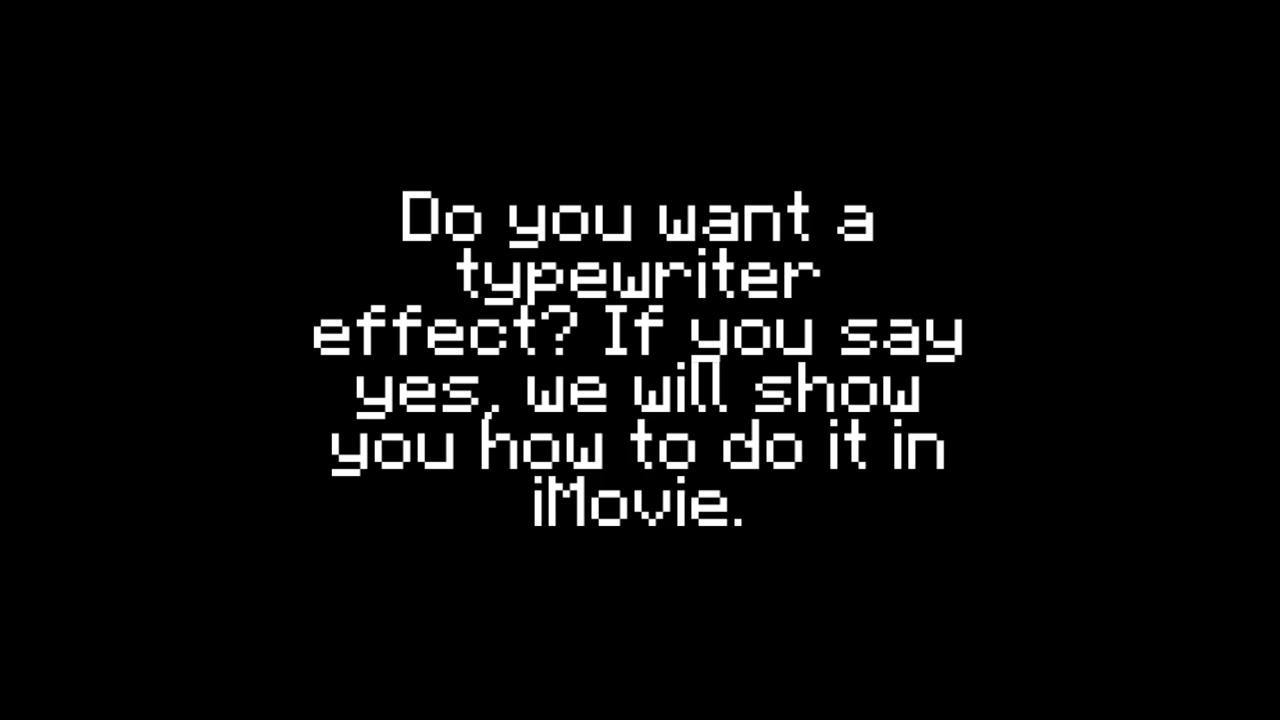 Do you want a
typewriter
effect? If you say
yes, we will show
you how to do it in
iMovie.